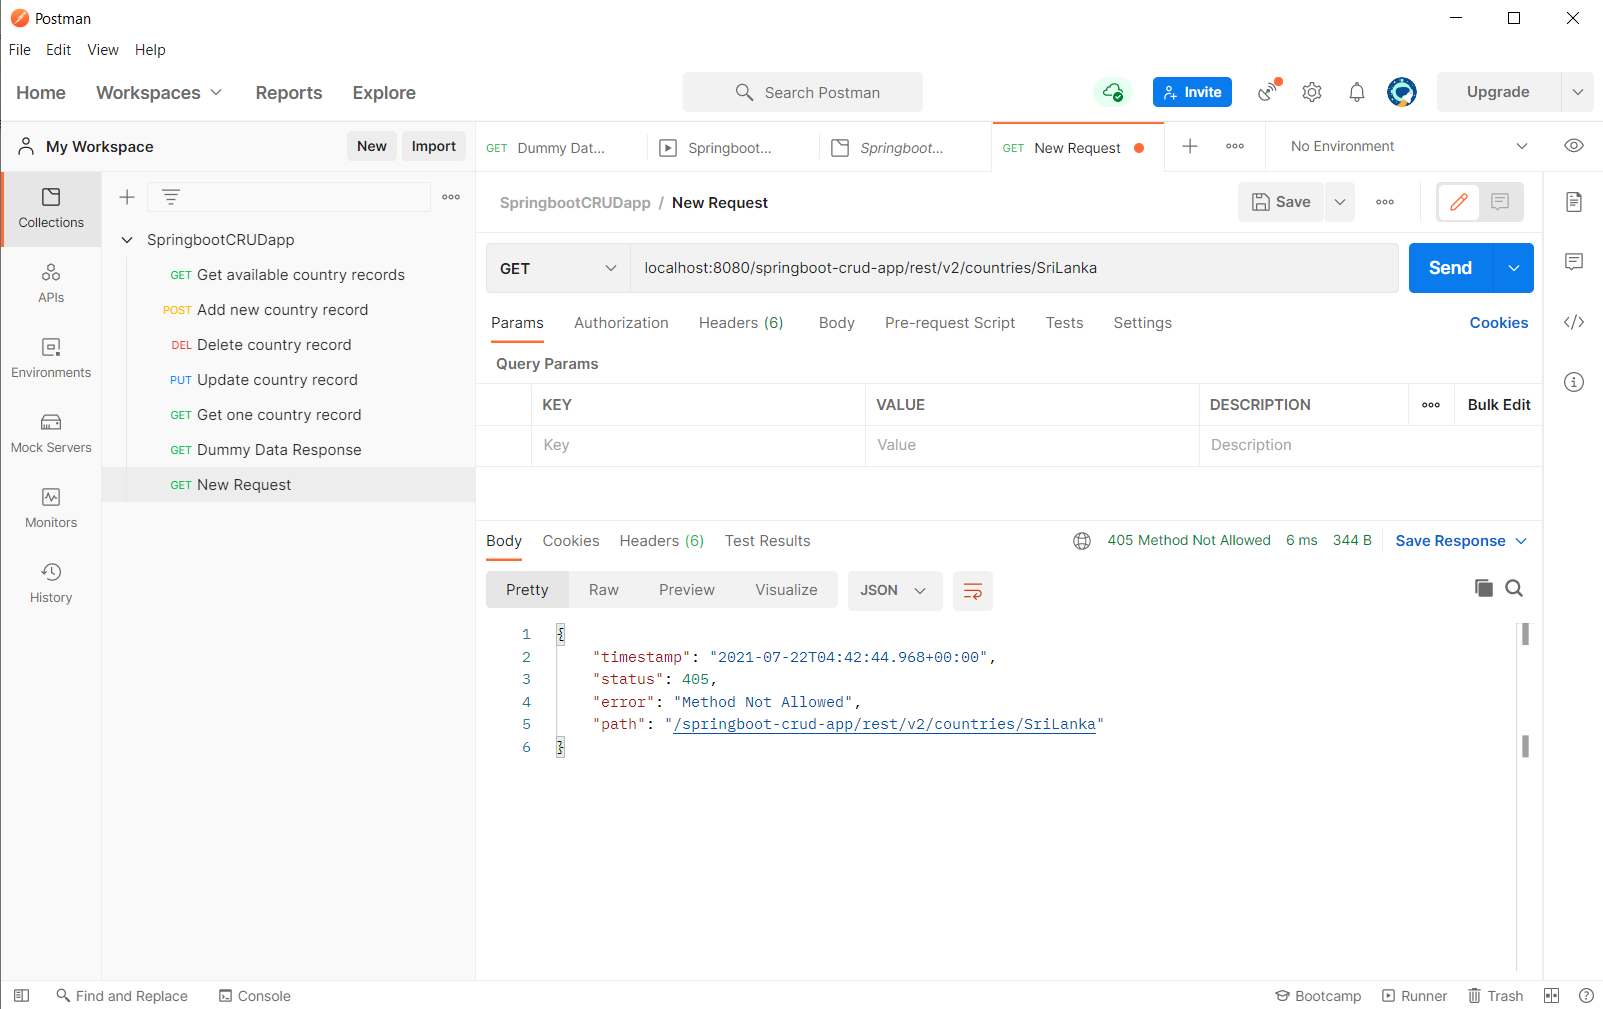 Postman
File Edit View Help
Home Workspaces Reports Explore Search Postman Invite Upgrade
My Workspace New Import GET Dummy Dat... Springboot... Springboot... GET New Request No Environment
Collections
SpringbootCRUDapp / New Request Save
SpringbootCRUDapp
GET Get available country records
POST Add new country record
DEL Delete country record
PUT Update country record
GET Get one country record
GET Dummy Data Response
GET New Request
APIs
Environments
Mock Servers
Monitors
History
GET localhost:8080/springboot-crud-app/rest/v2/countries/SriLanka Send
Params Authorization Headers (6) Body Pre-request Script Tests Settings Cookies
Query Params
KEY VALUE DESCRIPTION Bulk Edit
Key Value Description
Body Cookies Headers (6) Test Results 405 Method Not Allowed 6 ms 344 B Save Response
Pretty Raw Preview Visualize JSON
1 {
2 "timestamp": "2021-07-22T04:42:44.968+00:00",
3 "status": 405,
4 "error": "Method Not Allowed",
5 "path": "/springboot-crud-app/rest/v2/countries/SriLanka"
6 }
Find and Replace Console Bootcamp Runner Trash